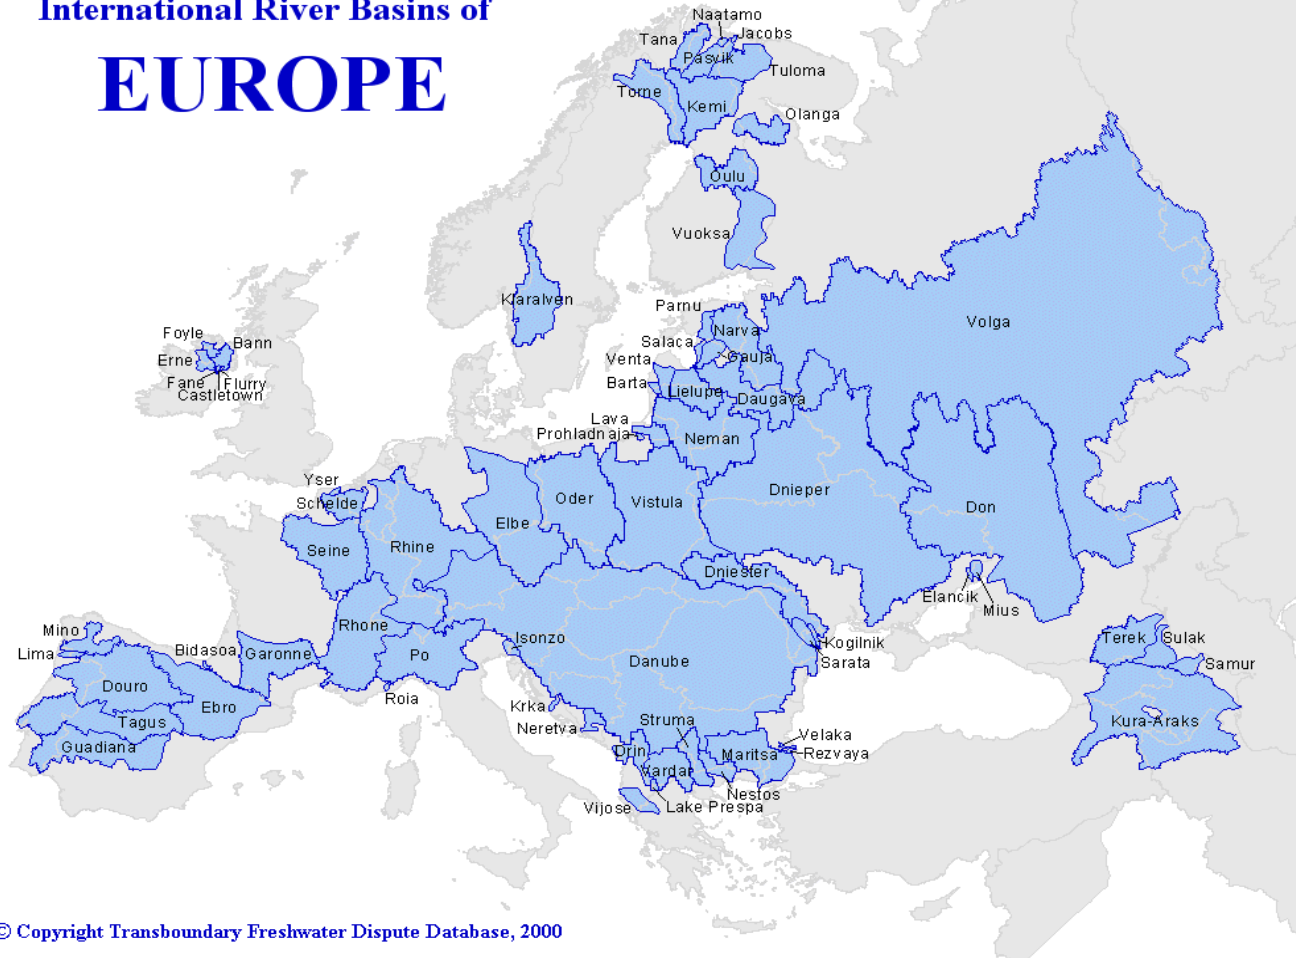 International River Basins of
EUROPE
Naatamo
Tana
Jacobs
Pasvik
Tuloma
Torne
Kemi
Olanga
Oulu
Vuoksa
Klaralven
Parnu
Narva
Volga
Foyle
Bann
Salaca
Gauja
Erne
Venta
Fane
Flurry
Barta
Lielupe
Castletown
Daugava
Lava
Prohladnaja
Neman
Yser
Schelde
Oder
Vistula
Dnieper
Don
Elbe
Seine
Rhine
Dniester
Elancik
Mius
Mino
Rhone
Isonzo
Kogilnik
Terek
Sulak
Lima
Bidasoa
Garonne
Po
Danube
Sarata
Samur
Douro
Roia
Ebro
Krka
Tagus
Neretva
Struma
Kura-Araks
Guadiana
Drin
Velaka
Maritsa
Rezvaya
Vardar
Nestos
Vijose
Lake Prespa
© Copyright Transboundary Freshwater Dispute Database, 2000